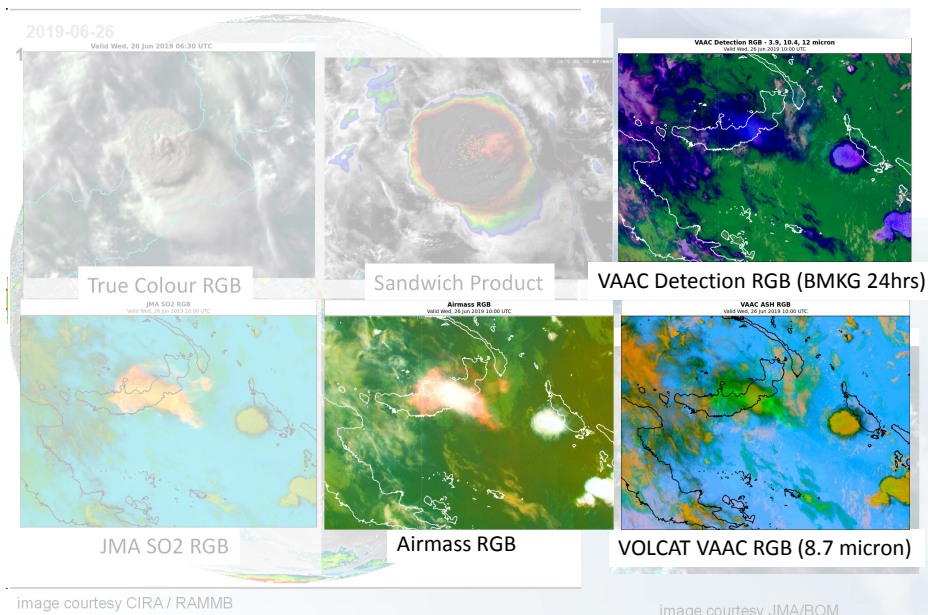 2019-06-26
1
Valid Wed, 26 Jun 2019 06:30 UTC
VAAC Detection RGB - 3.9, 10.4, 12 micron
Valid Wed, 26 Jun 2019 10:00 UTC
True Colour RGB
Sandwich Product
VAAC Detection RGB (BMKG 24hrs)
JMA SO2 RGB
Valid Wed, 26 Jun 2019 10:00 UTC
Airmass RGB
Valid Wed, 26 Jun 2019 10:00 UTC
VAAC ASH RGB
Valid Wed, 26 Jun 2019 10:00 UTC
JMA SO2 RGB
Airmass RGB
VOLCAT VAAC RGB (8.7 micron)
image courtesy CIRA / RAMMB
image courtesy JMA/BOM